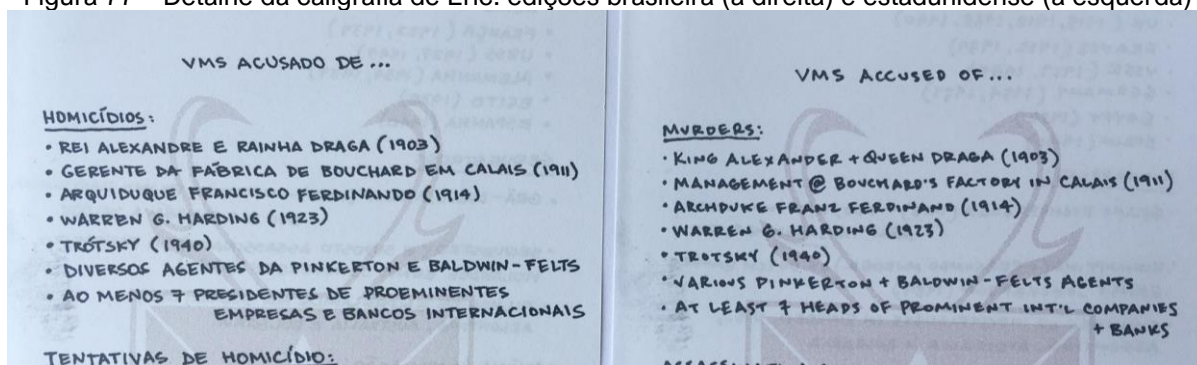 Figura 77 – Detalhe da caligrafia de Eric: edições brasileira (à direita) e estadunidense (à esquerda)
VMS ACUSADO DE ...
HOMICÍDIOS:
• REI ALEXANDRE E RAINHA DRAGA (1903)
• GERENTE DA FÁBRICA DE BOUCHARD EM CALAIS (1911)
• ARQUIDUQUE FRANCISCO FERDINANDO (1914)
• WARREN G. HARDING (1923)
• TRÓTSKY (1940)
• DIVERSOS AGENTES DA PINKERTON E BALDWIN-FELTS
• AO MENOS 7 PRESIDENTES DE PROEMINENTES
EMPRESAS E BANCOS INTERNACIONAIS
TENTATIVAS DE HOMICÍDIO:
VMS ACCUSED OF...
MURDERS:
• KING ALEXANDER + QUEEN DRAGA (1903)
• MANAGEMENT @ BOUCHARD'S FACTORY IN CALAIS (1911)
• ARCHDUKE FRANZ FERDINAND (1914)
• WARREN G. HARDING (1923)
• TROTSKY (1940)
• VARIOUS PINKERTON + BALDWIN-FELTS AGENTS
• AT LEAST 7 HEADS OF PROMINENT INT'L COMPANIES
+ BANKS